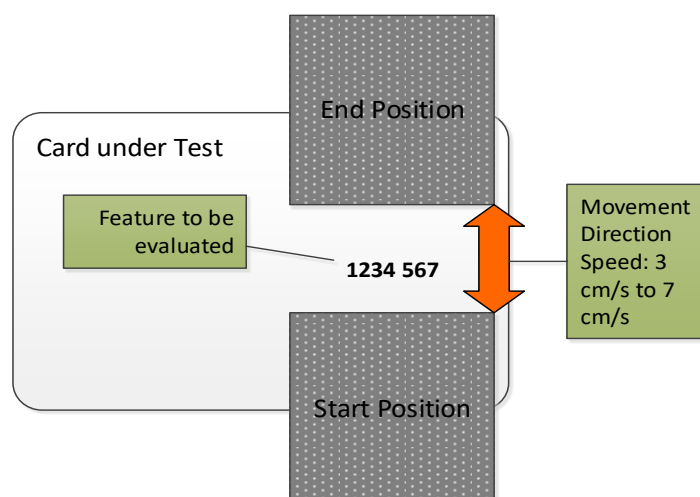 End Position
Card under Test
Feature to be
evaluated
1234 567
Movement
Direction
Speed: 3
cm/s to 7
cm/s
Start Position